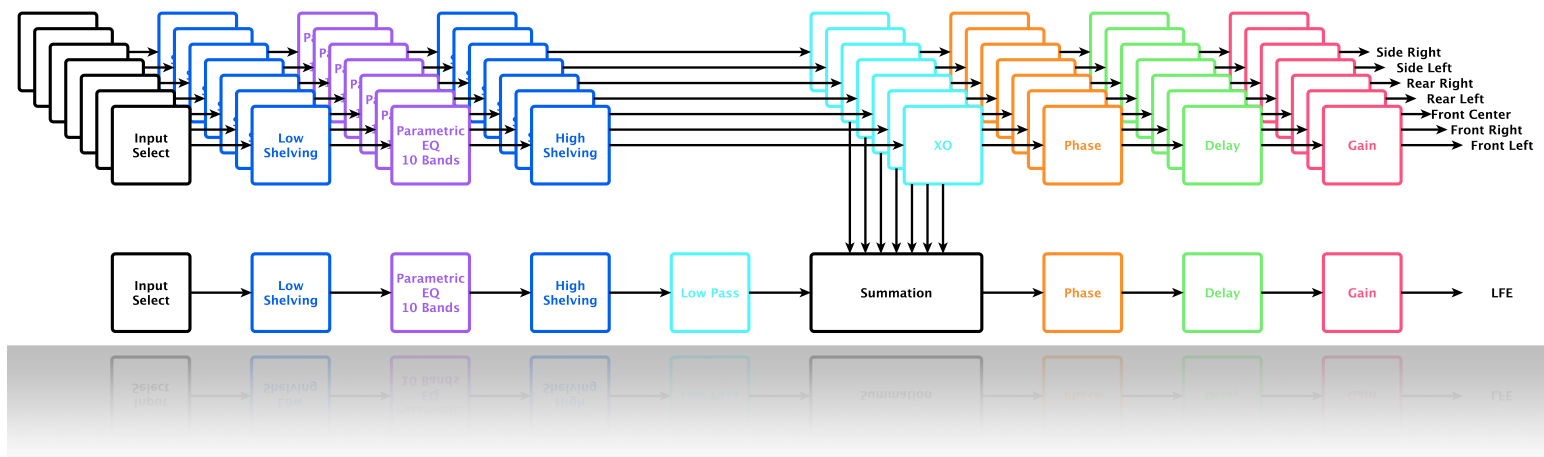 Side Right
Side Left
Rear Right
Rear Left
Front Center
Front Right
Front Left
Input
Select
Low
Shelving
Parametric
EQ
10 Bands
High
Shelving
XO
Phase
Delay
Gain
Input
Select
Low
Shelving
Parametric
EQ
10 Bands
High
Shelving
Low Pass
Summation
Phase
Delay
Gain
LFE